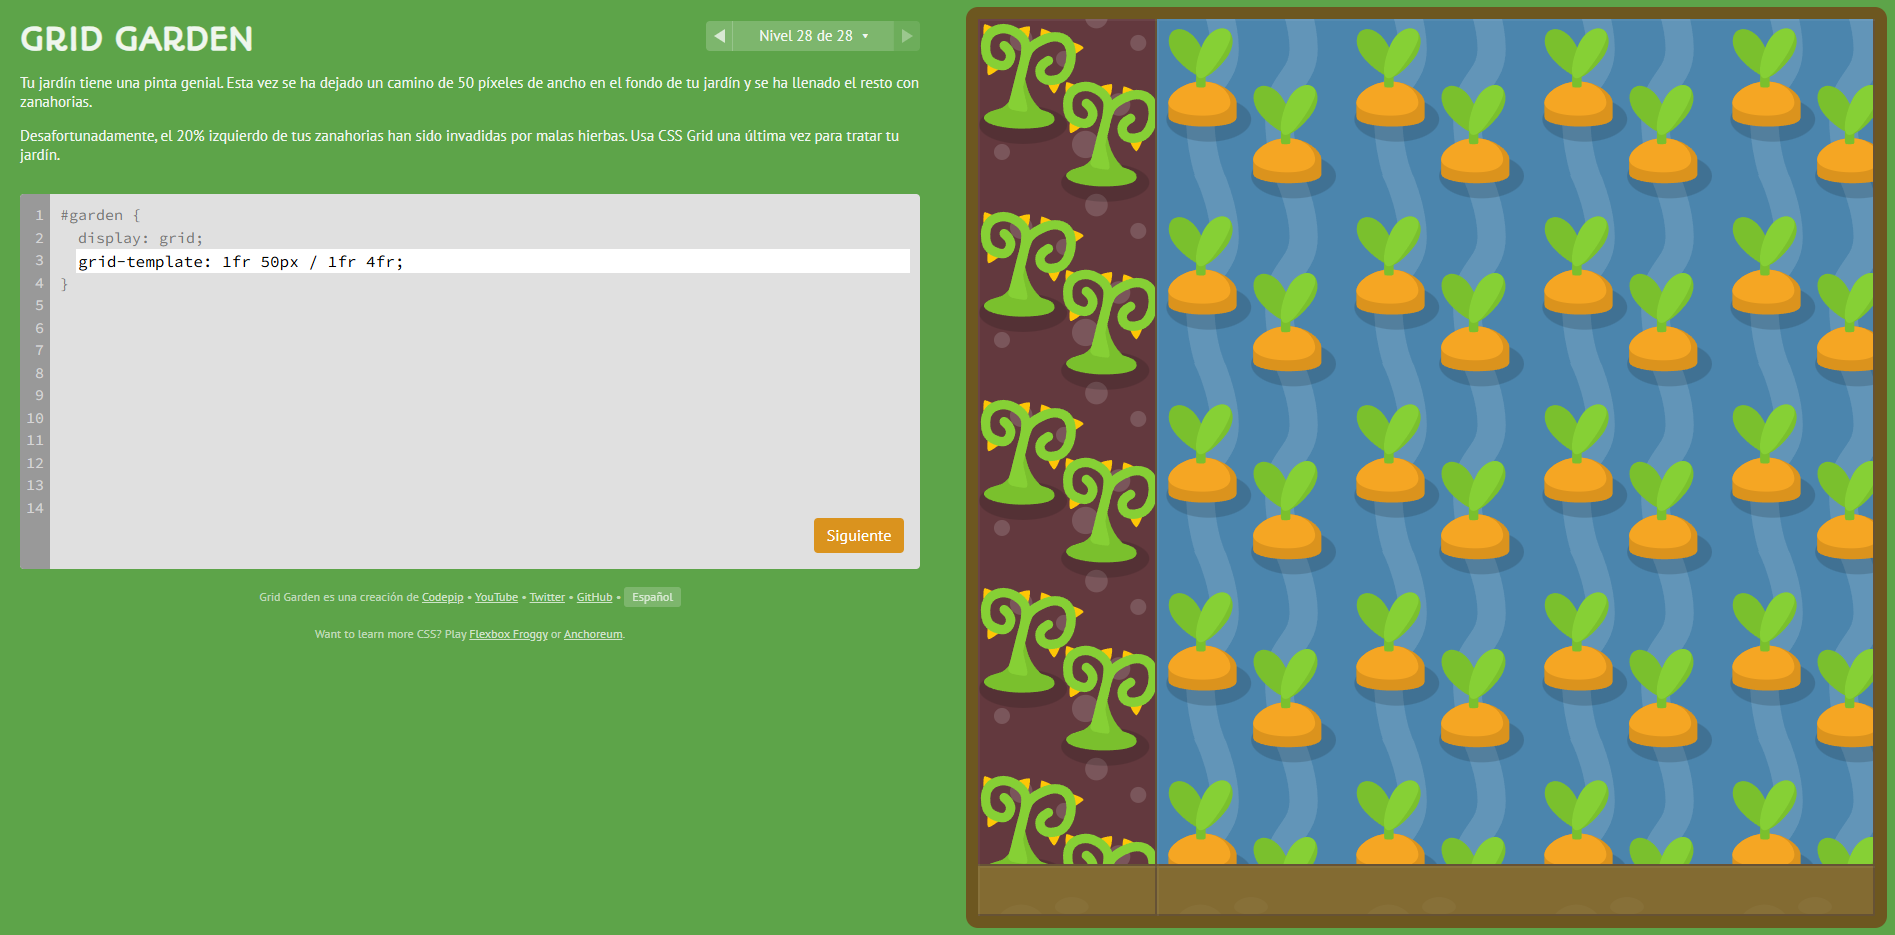 GRID GARDEN
Nivel 28 de 28
Tu jardín tiene una pinta genial. Esta vez se ha dejado un camino de 50 píxeles de ancho en el fondo de tu jardín y se ha llenado el resto con
zanahorias.
Desafortunadamente, el 20% izquierdo de tus zanahorias han sido invadidas por malas hierbas. Usa CSS Grid una última vez para tratar tu
jardín.
1 #garden {
2 display: grid;
3 grid-template: 1fr 50px / 1fr 4fr;
4 }
5
6
7
8
9
10
11
12
13
14
Siguiente
Grid Garden es una creación de Codepip • YouTube • Twitter • GitHub • Español
Want to learn more CSS? Play Flexbox Froggy or Anchoreum.